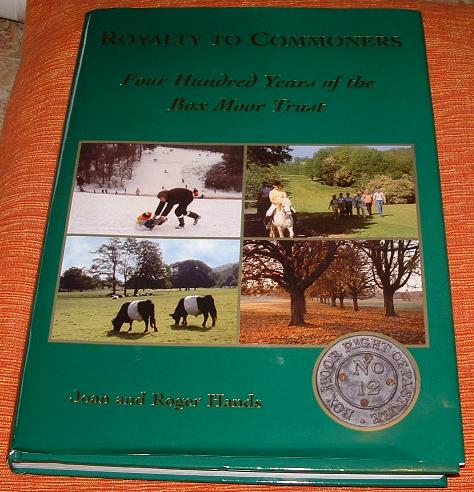 ROYALTY TO COMMONERS
Four Hundred Years of the
Box Moor Trust
Joan and Roger Hands
BOX MOOR RIGHT OF PASTURE
No
12